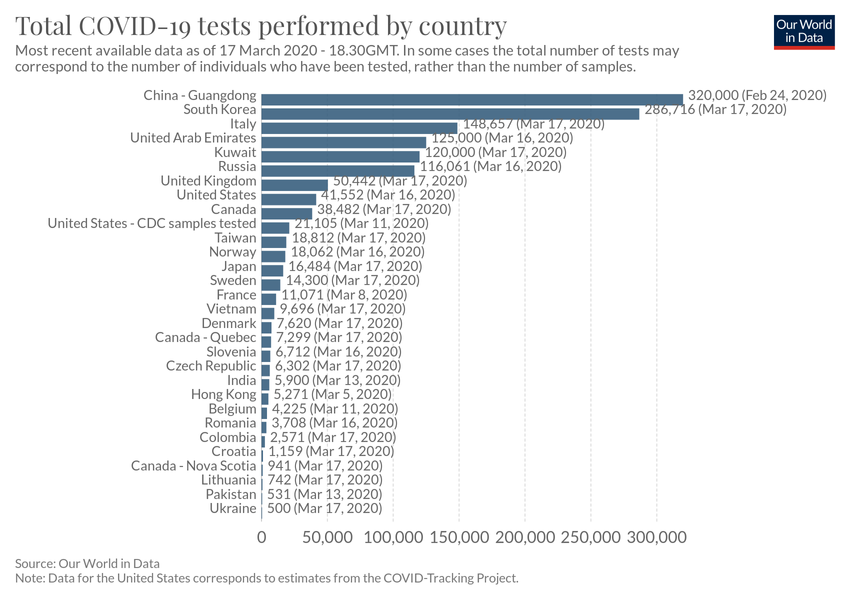 Total COVID-19 tests performed by country
Our World
in Data
Most recent available data as of 17 March 2020 - 18.30GMT. In some cases the total number of tests may
correspond to the number of individuals who have been tested, rather than the number of samples.
China - Guangdong 320,000 (Feb 24, 2020)
South Korea 286,716 (Mar 17, 2020)
Italy 148,657 (Mar 17, 2020)
United Arab Emirates 125,000 (Mar 16, 2020)
Kuwait 120,000 (Mar 17, 2020)
Russia 116,061 (Mar 16, 2020)
United Kingdom 50,442 (Mar 17, 2020)
United States 41,552 (Mar 16, 2020)
Canada 38,482 (Mar 17, 2020)
United States - CDC samples tested 21,105 (Mar 11, 2020)
Taiwan 18,812 (Mar 17, 2020)
Norway 18,062 (Mar 16, 2020)
Japan 16,484 (Mar 17, 2020)
Sweden 14,300 (Mar 17, 2020)
France 11,071 (Mar 8, 2020)
Vietnam 9,696 (Mar 17, 2020)
Denmark 7,620 (Mar 17, 2020)
Canada - Quebec 7,299 (Mar 17, 2020)
Slovenia 6,712 (Mar 16, 2020)
Czech Republic 6,302 (Mar 17, 2020)
India 5,900 (Mar 13, 2020)
Hong Kong 5,271 (Mar 5, 2020)
Belgium 4,225 (Mar 11, 2020)
Romania 3,708 (Mar 16, 2020)
Colombia 2,571 (Mar 17, 2020)
Croatia 1,159 (Mar 17, 2020)
Canada - Nova Scotia 941 (Mar 17, 2020)
Lithuania 742 (Mar 17, 2020)
Pakistan 531 (Mar 13, 2020)
Ukraine 500 (Mar 17, 2020)
0 50,000 100,000 150,000 200,000 250,000 300,000
Source: Our World in Data
Note: Data for the United States corresponds to estimates from the COVID-Tracking Project.